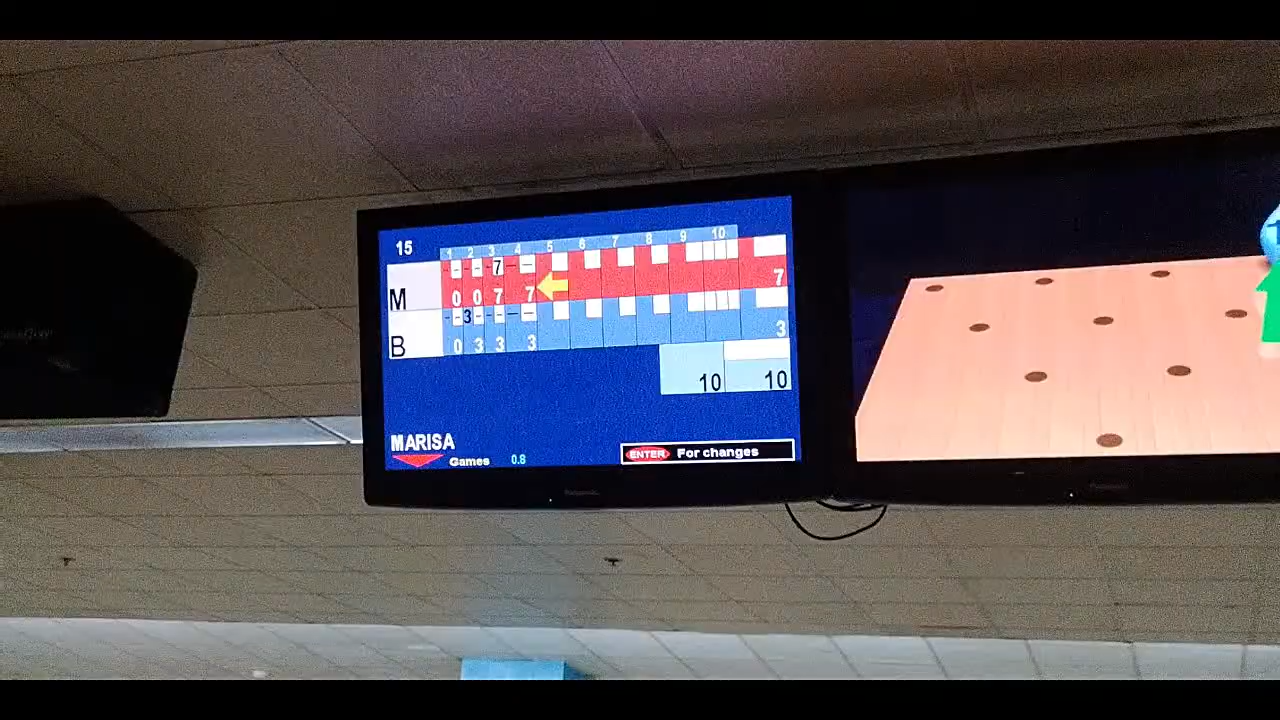 15
1 2 3 4 5 6 7 8 9 10
- - - - - 7 - -
M 0 0 7 7 7
- - 3 - - - - -
B 0 3 3 3 3
10 10
MARISA
Games 0.8
ENTER For changes
Panasonic